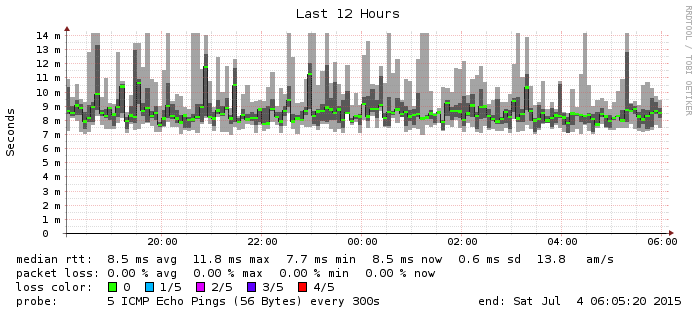 Last 12 Hours
RRDTOOL / TOBI OETIKER
Seconds
14 m
13 m
12 m
11 m
10 m
9 m
8 m
7 m
6 m
5 m
4 m
3 m
2 m
1 m
0
20:00 22:00 00:00 02:00 04:00 06:00
median rtt: 8.5 ms avg 11.8 ms max 7.7 ms min 8.5 ms now 0.6 ms sd 13.8 am/s
packet loss: 0.00 % avg 0.00 % max 0.00 % min 0.00 % now
loss color: 0 1/5 2/5 3/5 4/5
probe: 5 ICMP Echo Pings (56 Bytes) every 300s end: Sat Jul 4 06:05:20 2015